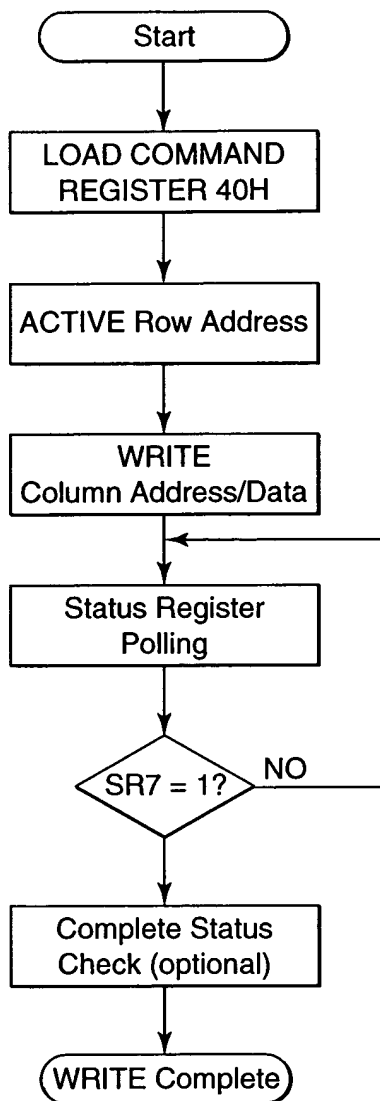 Start
LOAD COMMAND
REGISTER 40H
ACTIVE Row Address
WRITE
Column Address/Data
Status Register
Polling
SR7 = 1?
NO
Complete Status
Check (optional)
WRITE Complete